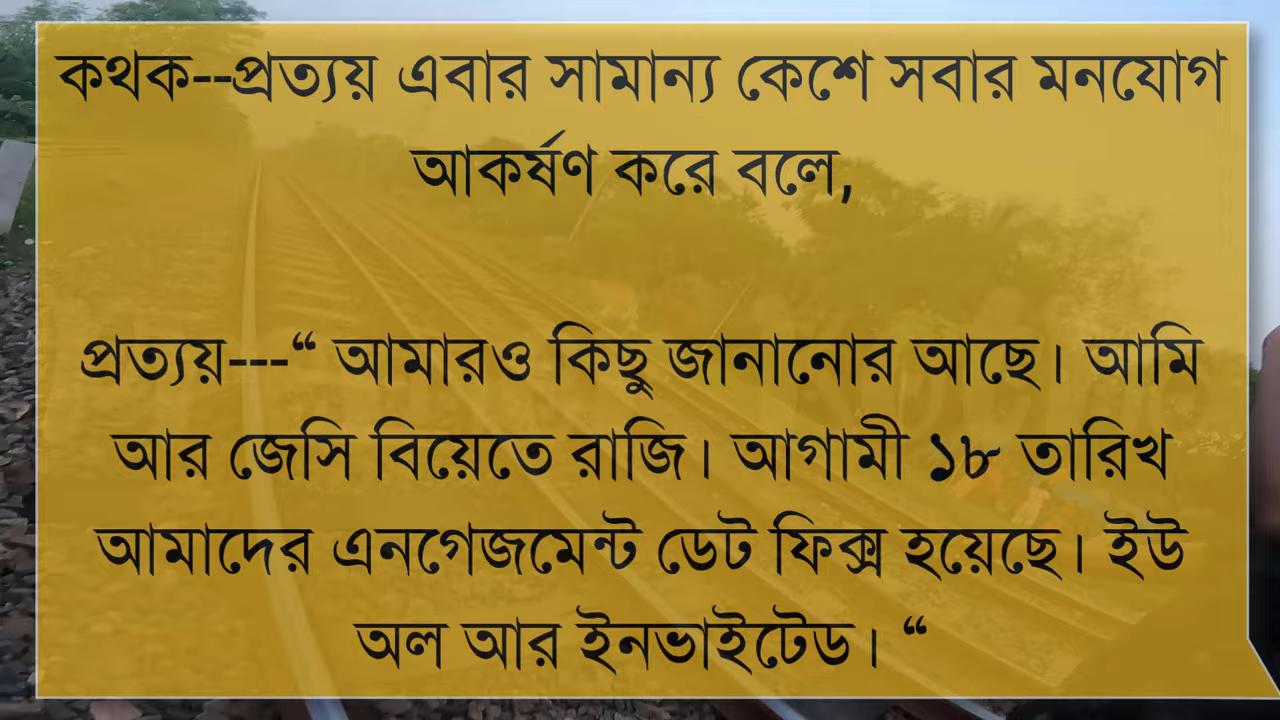 কথক--প্রত্যয় এবার সামান্য কেশে সবার মনযোগ
আকর্ষণ করে বলে,
প্রত্যয়---“ আমারও কিছু জানানোর আছে। আমি
আর জেসি বিয়েতে রাজি। আগামী ১৮ তারিখ
আমাদের এনগেজমেন্ট ডেট ফিক্স হয়েছে। ইউ
অল আর ইনভাইটেড। “